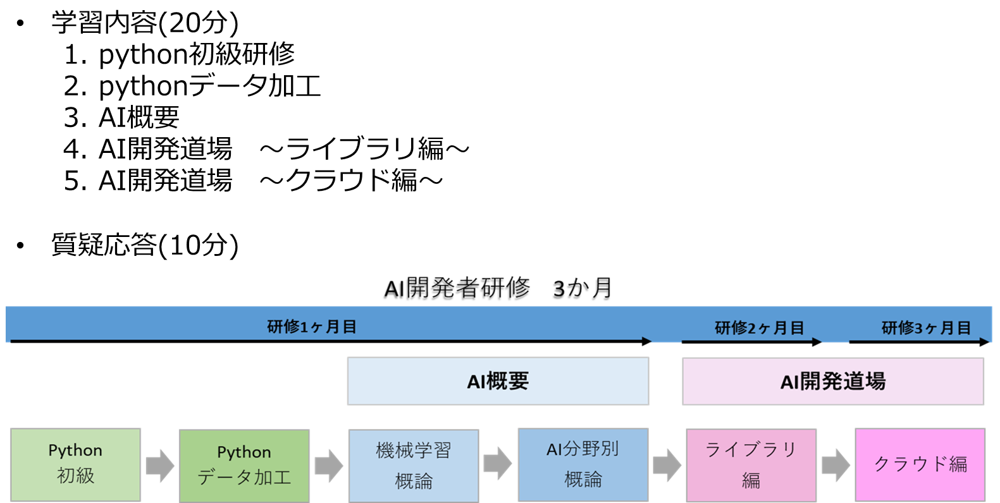 • 学習内容(20分)
1. python初級研修
2. pythonデータ加工
3. AI概要
4. AI開発道場　～ライブラリ編～
5. AI開発道場　～クラウド編～
• 質疑応答(10分)
AI開発者研修　3か月
研修1ヶ月目
研修2ヶ月目
研修3ヶ月目
AI概要
AI開発道場
Python
初級
Python
データ加工
機械学習
概論
AI分野別
概論
ライブラリ
編
クラウド編